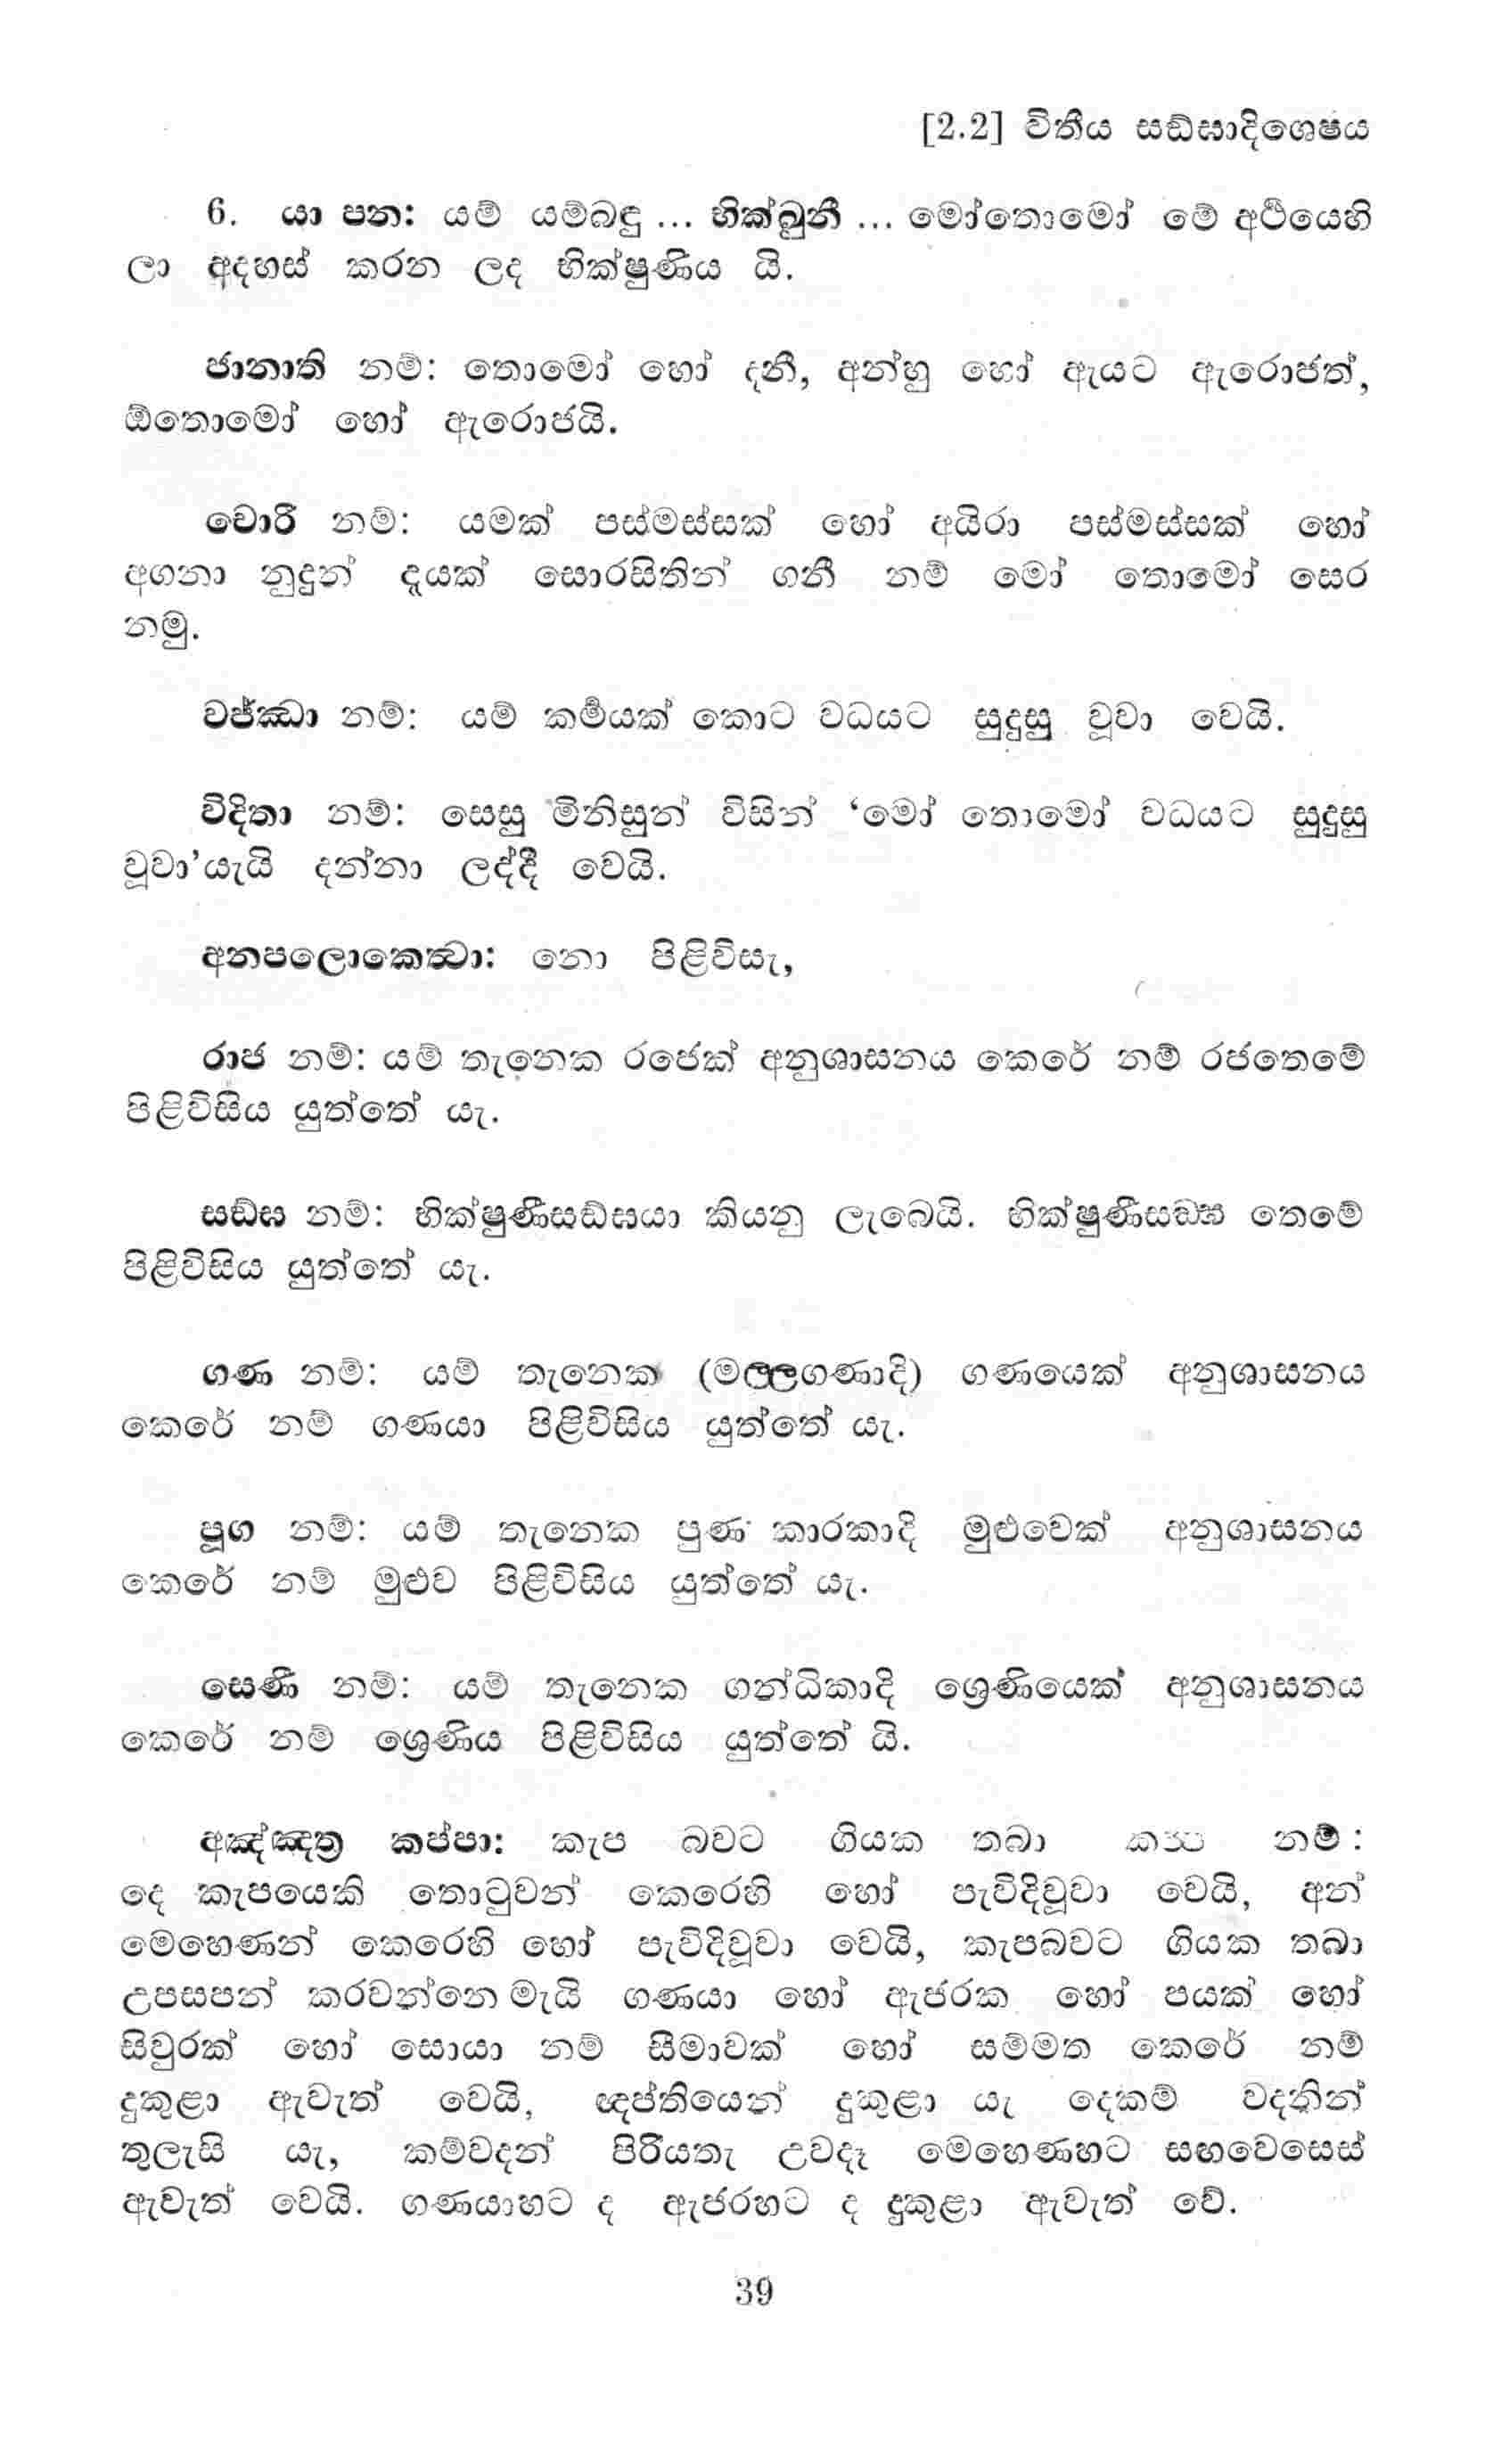 [2.2] විතීය සඞ්ඝාදිශෙෂය
6. යා පන: යම් යම්බඳු ... භික්ඛුනී ... මෝතොමෝ මේ අර්ථයෙහි
ලා අදහස් කරන ලද භික්ෂුණිය යි.
ජානාති නම්: තොමෝ හෝ දනී, අන්හු හෝ ඇයට ඇරොජත්,
ඕතොමෝ හෝ ඇරොජයි.
චොරී නම්: යමක් පස්මස්සක් හෝ අයිරා පස්මස්සක් හෝ
අගනා නුදුන් දෑයක් සොරසිතින් ගනී නම් මෝ තොමෝ සෙර
නමු.
වජ්ඣා නම්: යම් කර්මයක් කොට වධයට සුදුසු වූවා වෙයි.
විදිතා නම්: සෙසු මිනිසුන් විසින් ‘මෝ තොමෝ වධයට සුදුසු
වූවා’යැයි දන්නා ලද්දී වෙයි.
අනපලොකෙත්‍වා: නො පිළිවිසැ,
රාජ නම්: යම් තැනෙක රජෙක් අනුශාසනය කෙරේ නම් රජතෙමේ
පිළිවිසිය යුත්තේ යැ.
සඞ්ඝ නම්: භික්ෂුණීසඞ්ඝයා කියනු ලැබෙයි. භික්ෂුණීසඞ්ඝ තෙමේ
පිළිවිසිය යුත්තේ යැ.
ගණ නම්: යම් තැනෙක (මල්ලගණාදි) ගණයෙක් අනුශාසනය
කෙරේ නම් ගණයා පිළිවිසිය යුත්තේ යැ.
පූග නම්: යම් තැනෙක පුණ කාරකාදි මුළුවෙක් අනුශාසනය
කෙරේ නම් මුළුව පිළිවිසිය යුත්තේ යැ.
සෙණී නම්: යම් තැනෙක ගන්ධිකාදි ශ්‍රෙණියෙක් අනුශාසනය
කෙරේ නම් ශ්‍රෙණිය පිළිවිසිය යුත්තේ යි.
අඤ්ඤත්‍ර කප්පා: කැප බවට ගියක තබා නම්:
දෙ කැපයෙකි තොටුවන් කෙරෙහි හෝ පැවිදිවූවා වෙයි, අන්
මෙහෙණන් කෙරෙහි හෝ පැවිදිවූවා වෙයි, කැපබවට ගියක තබා
උපසපන් කරවන්නෙමැයි ගණයා හෝ ඇජරක හෝ පයක් හෝ
සිවුරක් හෝ සොයා නම් සීමාවක් හෝ සම්මත කෙරේ නම්
දුකුළා ඇවැත් වෙයි, ඥප්තියෙන් දුකුළා යැ දෙකම් වදනින්
තුලැසි යැ, කම්වදන් පිරියතැ උවදෑ මෙහෙණහට සඟවෙසෙස්
ඇවැත් වෙයි. ගණයාහට ද ඇජරහට ද දුකුළා ඇවැත් වේ.
39